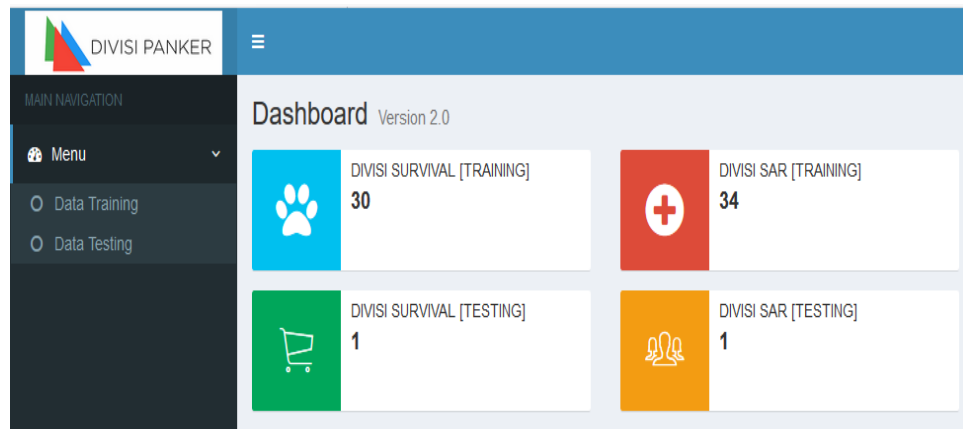 DIVISI PANKER
MAIN NAVIGATION
Menu
Data Training
Data Testing
Dashboard Version 2.0
DIVISI SURVIVAL [TRAINING]
30
DIVISI SAR [TRAINING]
34
DIVISI SURVIVAL [TESTING]
1
DIVISI SAR [TESTING]
1